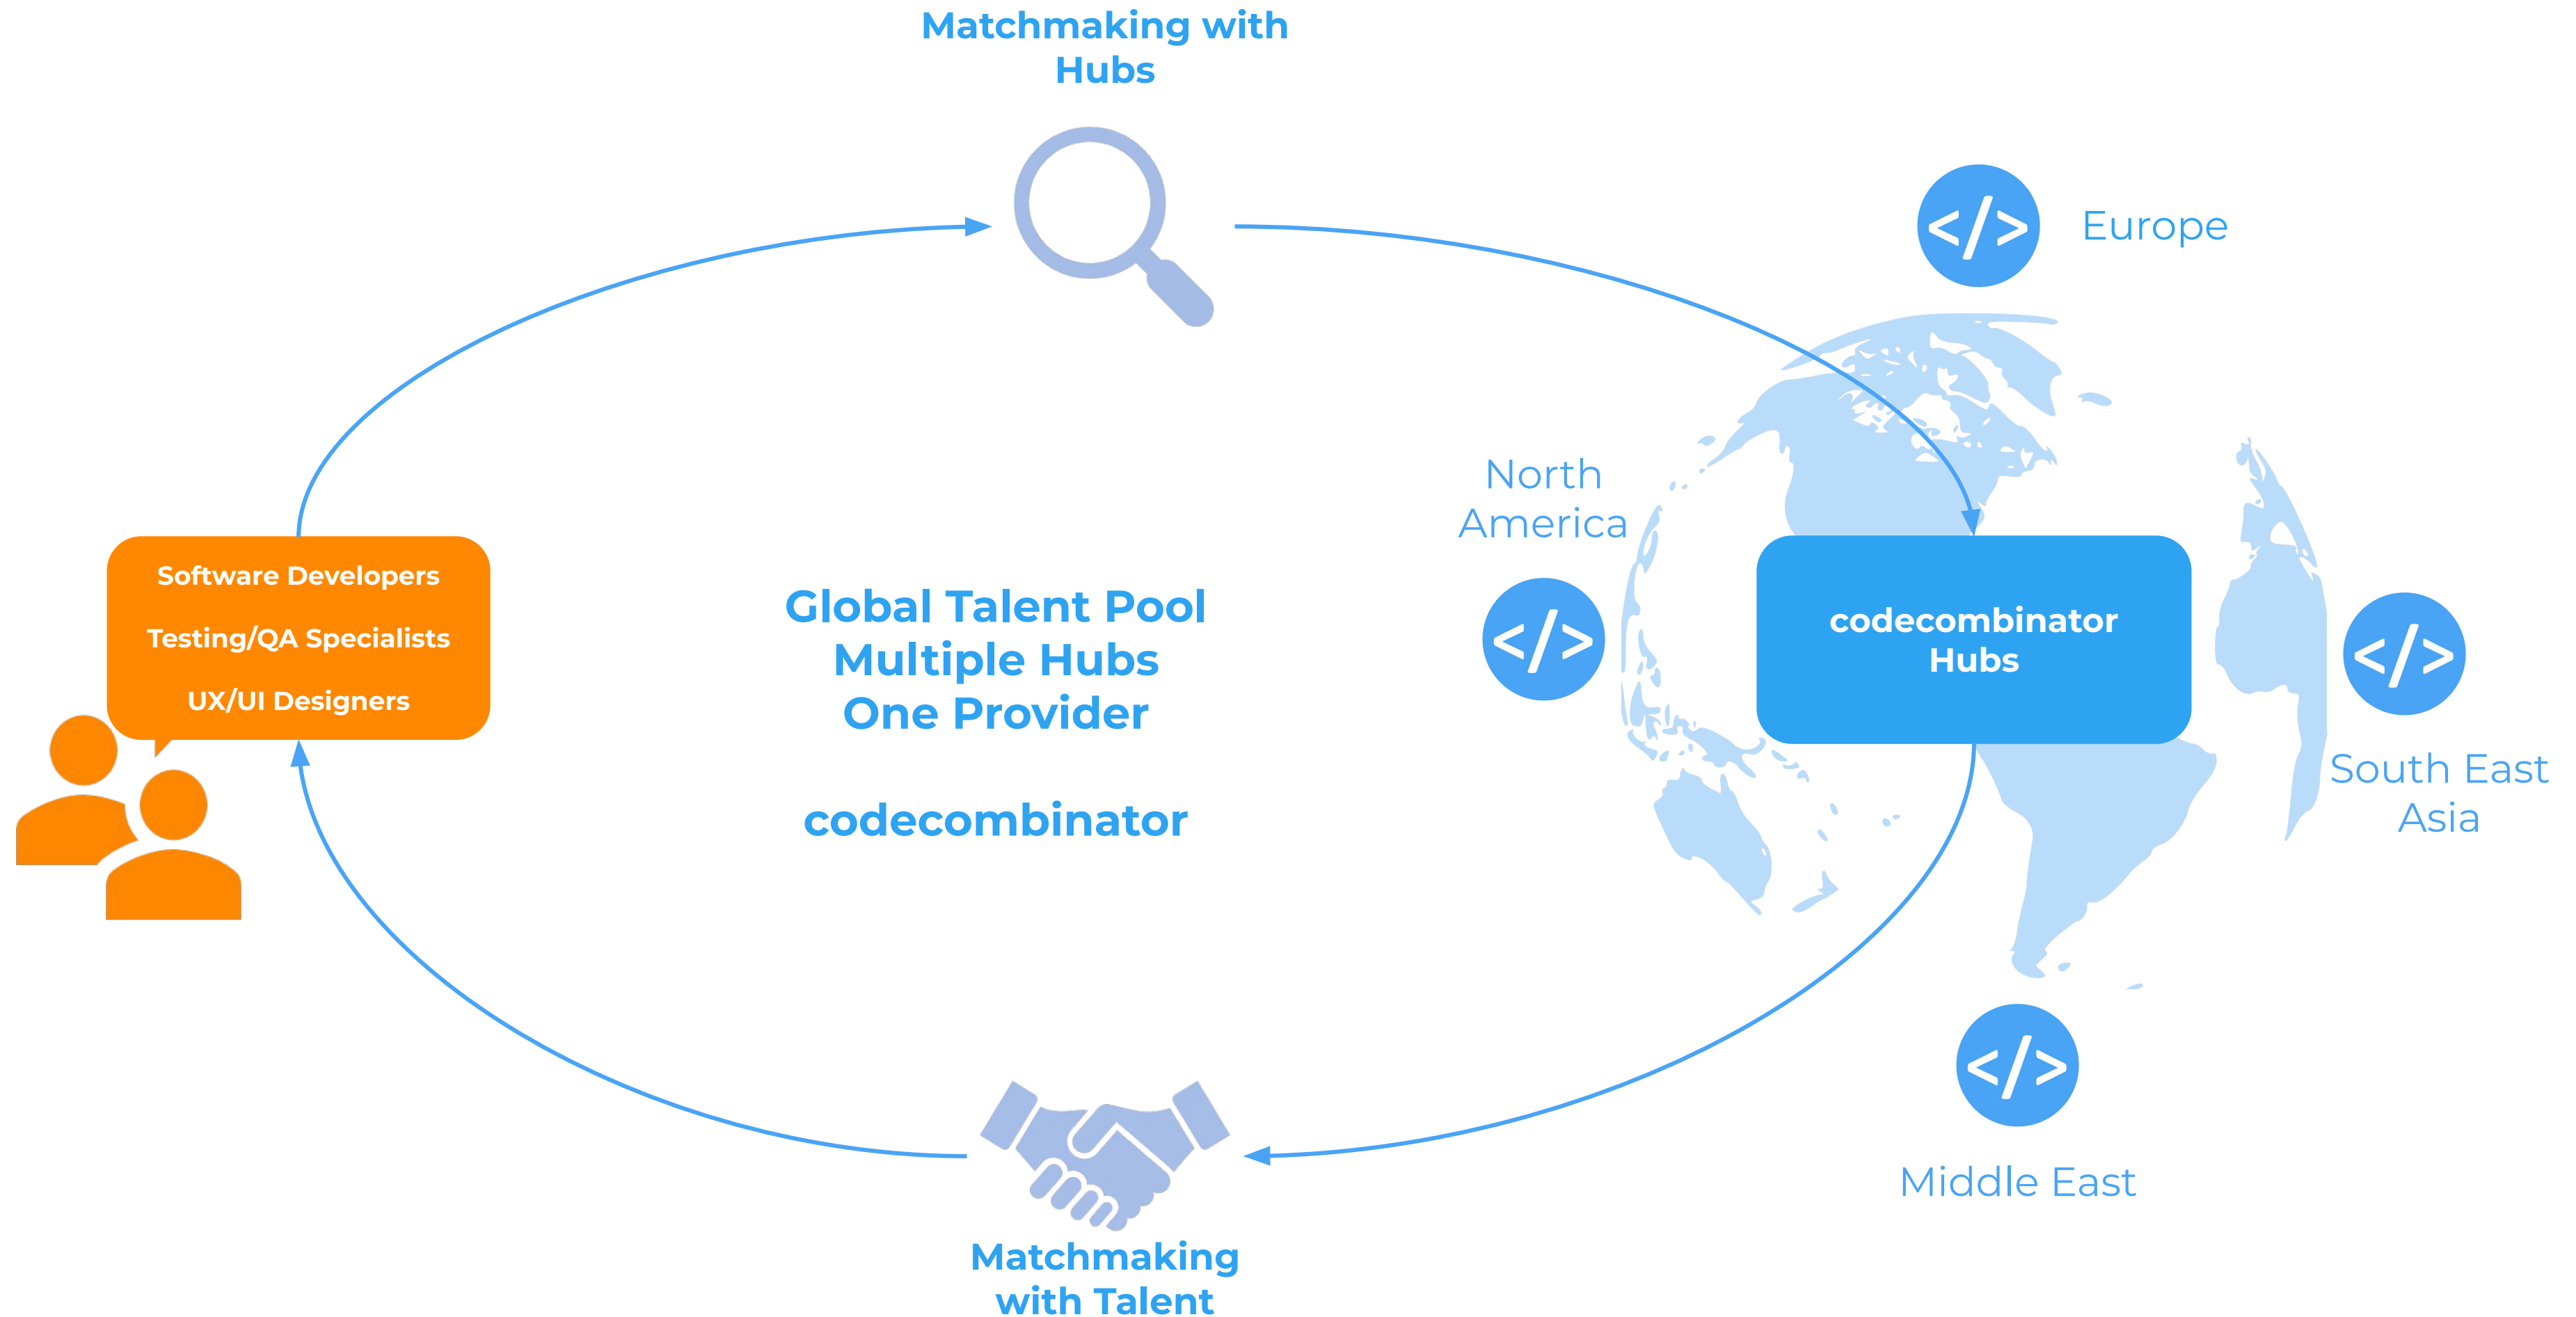 Matchmaking with
Hubs
</>
Europe
North
America
</>
Software Developers
Testing/QA Specialists
UX/UI Designers
Global Talent Pool
Multiple Hubs
One Provider
codecombinator
codecombinator
Hubs
</>
South East
Asia
</>
Middle East
Matchmaking
with Talent